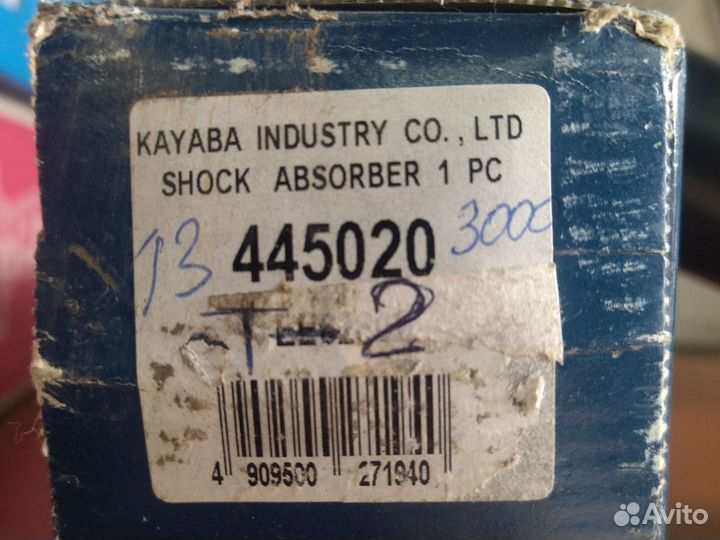 KAYABA INDUSTRY CO., LTD
SHOCK ABSORBER 1 PC
13 445020 3000
T 2
4 909500 271940
Avito